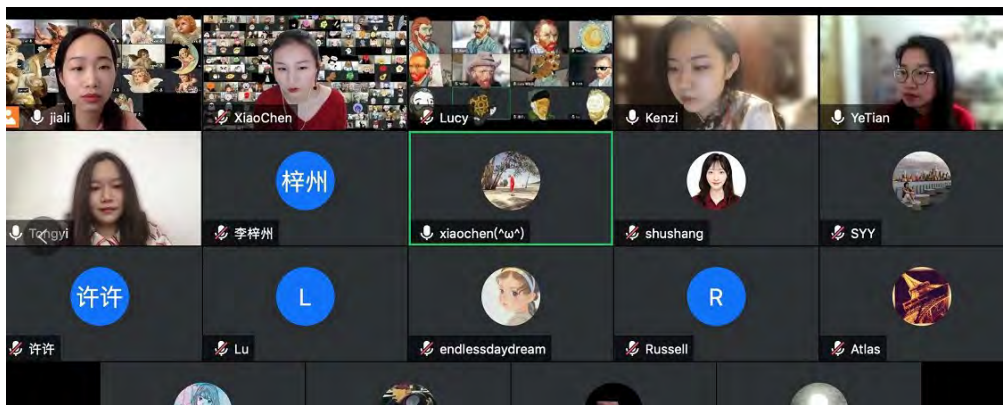 jiali
XiaoChen
Lucy
Kenzi
YeTian
Tongyi
梓州
李梓州
xiaochen(^ω^)
shushang
SYY
许许
许许
L
Lu
endlessdaydream
R
Russell
Atlas